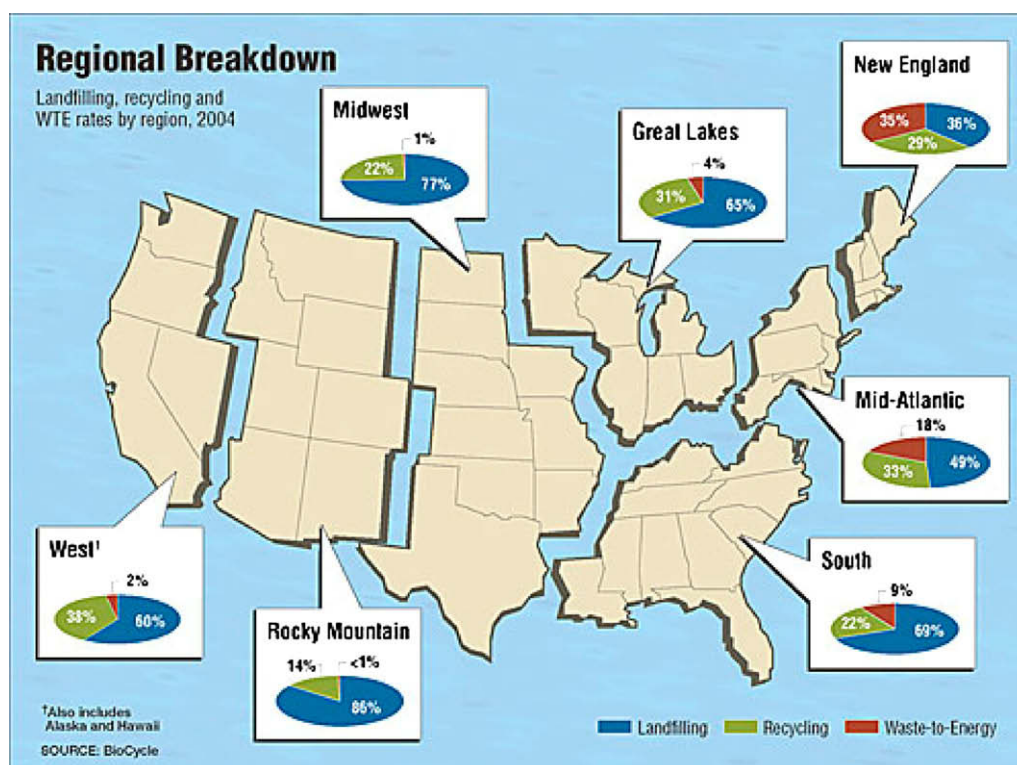 Regional Breakdown
Landfilling, recycling and
WTE rates by region, 2004
Midwest
1%
22%
77%
Great Lakes
4%
31%
65%
New England
35%
36%
29%
Mid-Atlantic
18%
33%
49%
West¹
2%
38%
60%
Rocky Mountain
14%
<1%
86%
South
9%
22%
69%
†Also includes
Alaska and Hawaii
SOURCE: BioCycle
Landfilling
Recycling
Waste-to-Energy